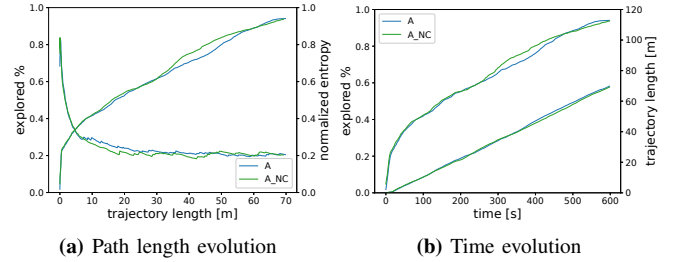 1.0
0.8
0.6
0.4
0.2
0.0
explored %
0 10 20 30 40 50 60 70
trajectory length [m]
1.0
0.8
0.6
0.4
0.2
0.0
normalized entropy
A
A_NC
(a) Path length evolution
1.0
0.8
0.6
0.4
0.2
0.0
explored %
0 100 200 300 400 500 600
time [s]
120
100
80
60
40
20
0
trajectory length [m]
A
A_NC
(b) Time evolution